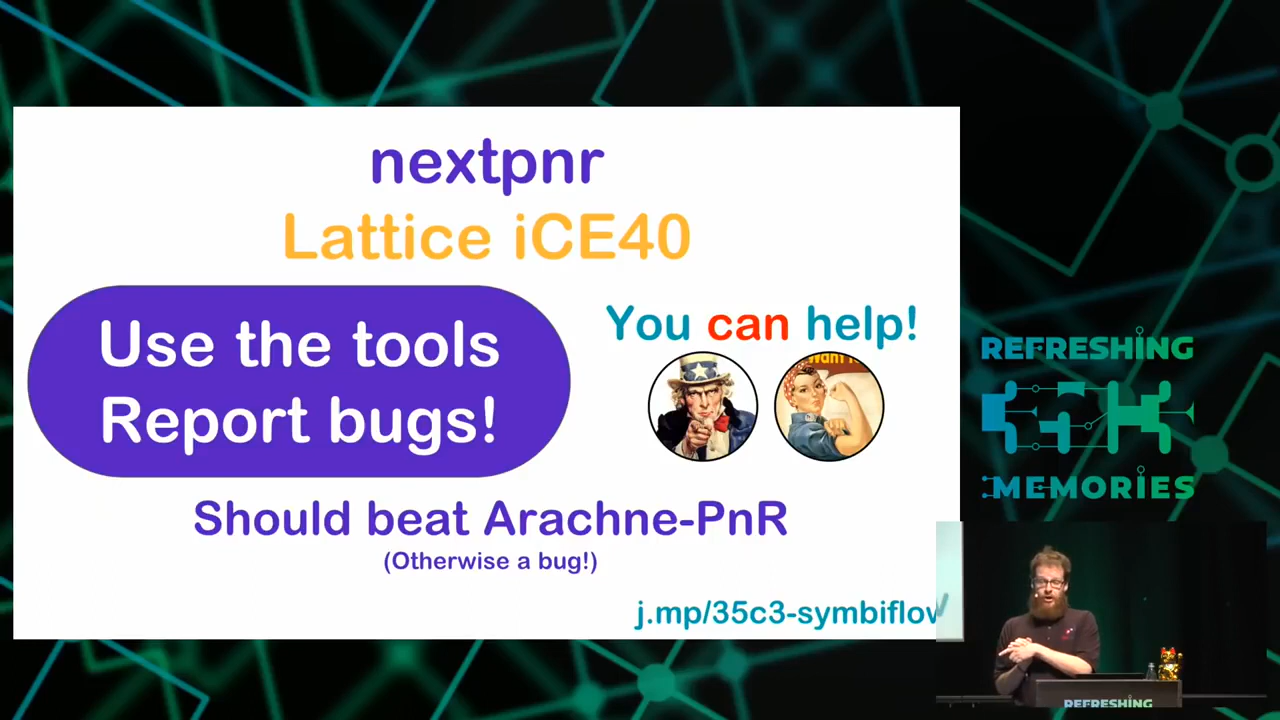 nextpnr
Lattice iCE40
Use the tools
Report bugs!
You can help!
Should beat Arachne-PnR
(Otherwise a bug!)
j.mp/35c3-symbiflow
REFRESHING
35C3
MEMORIES
REFRESHING